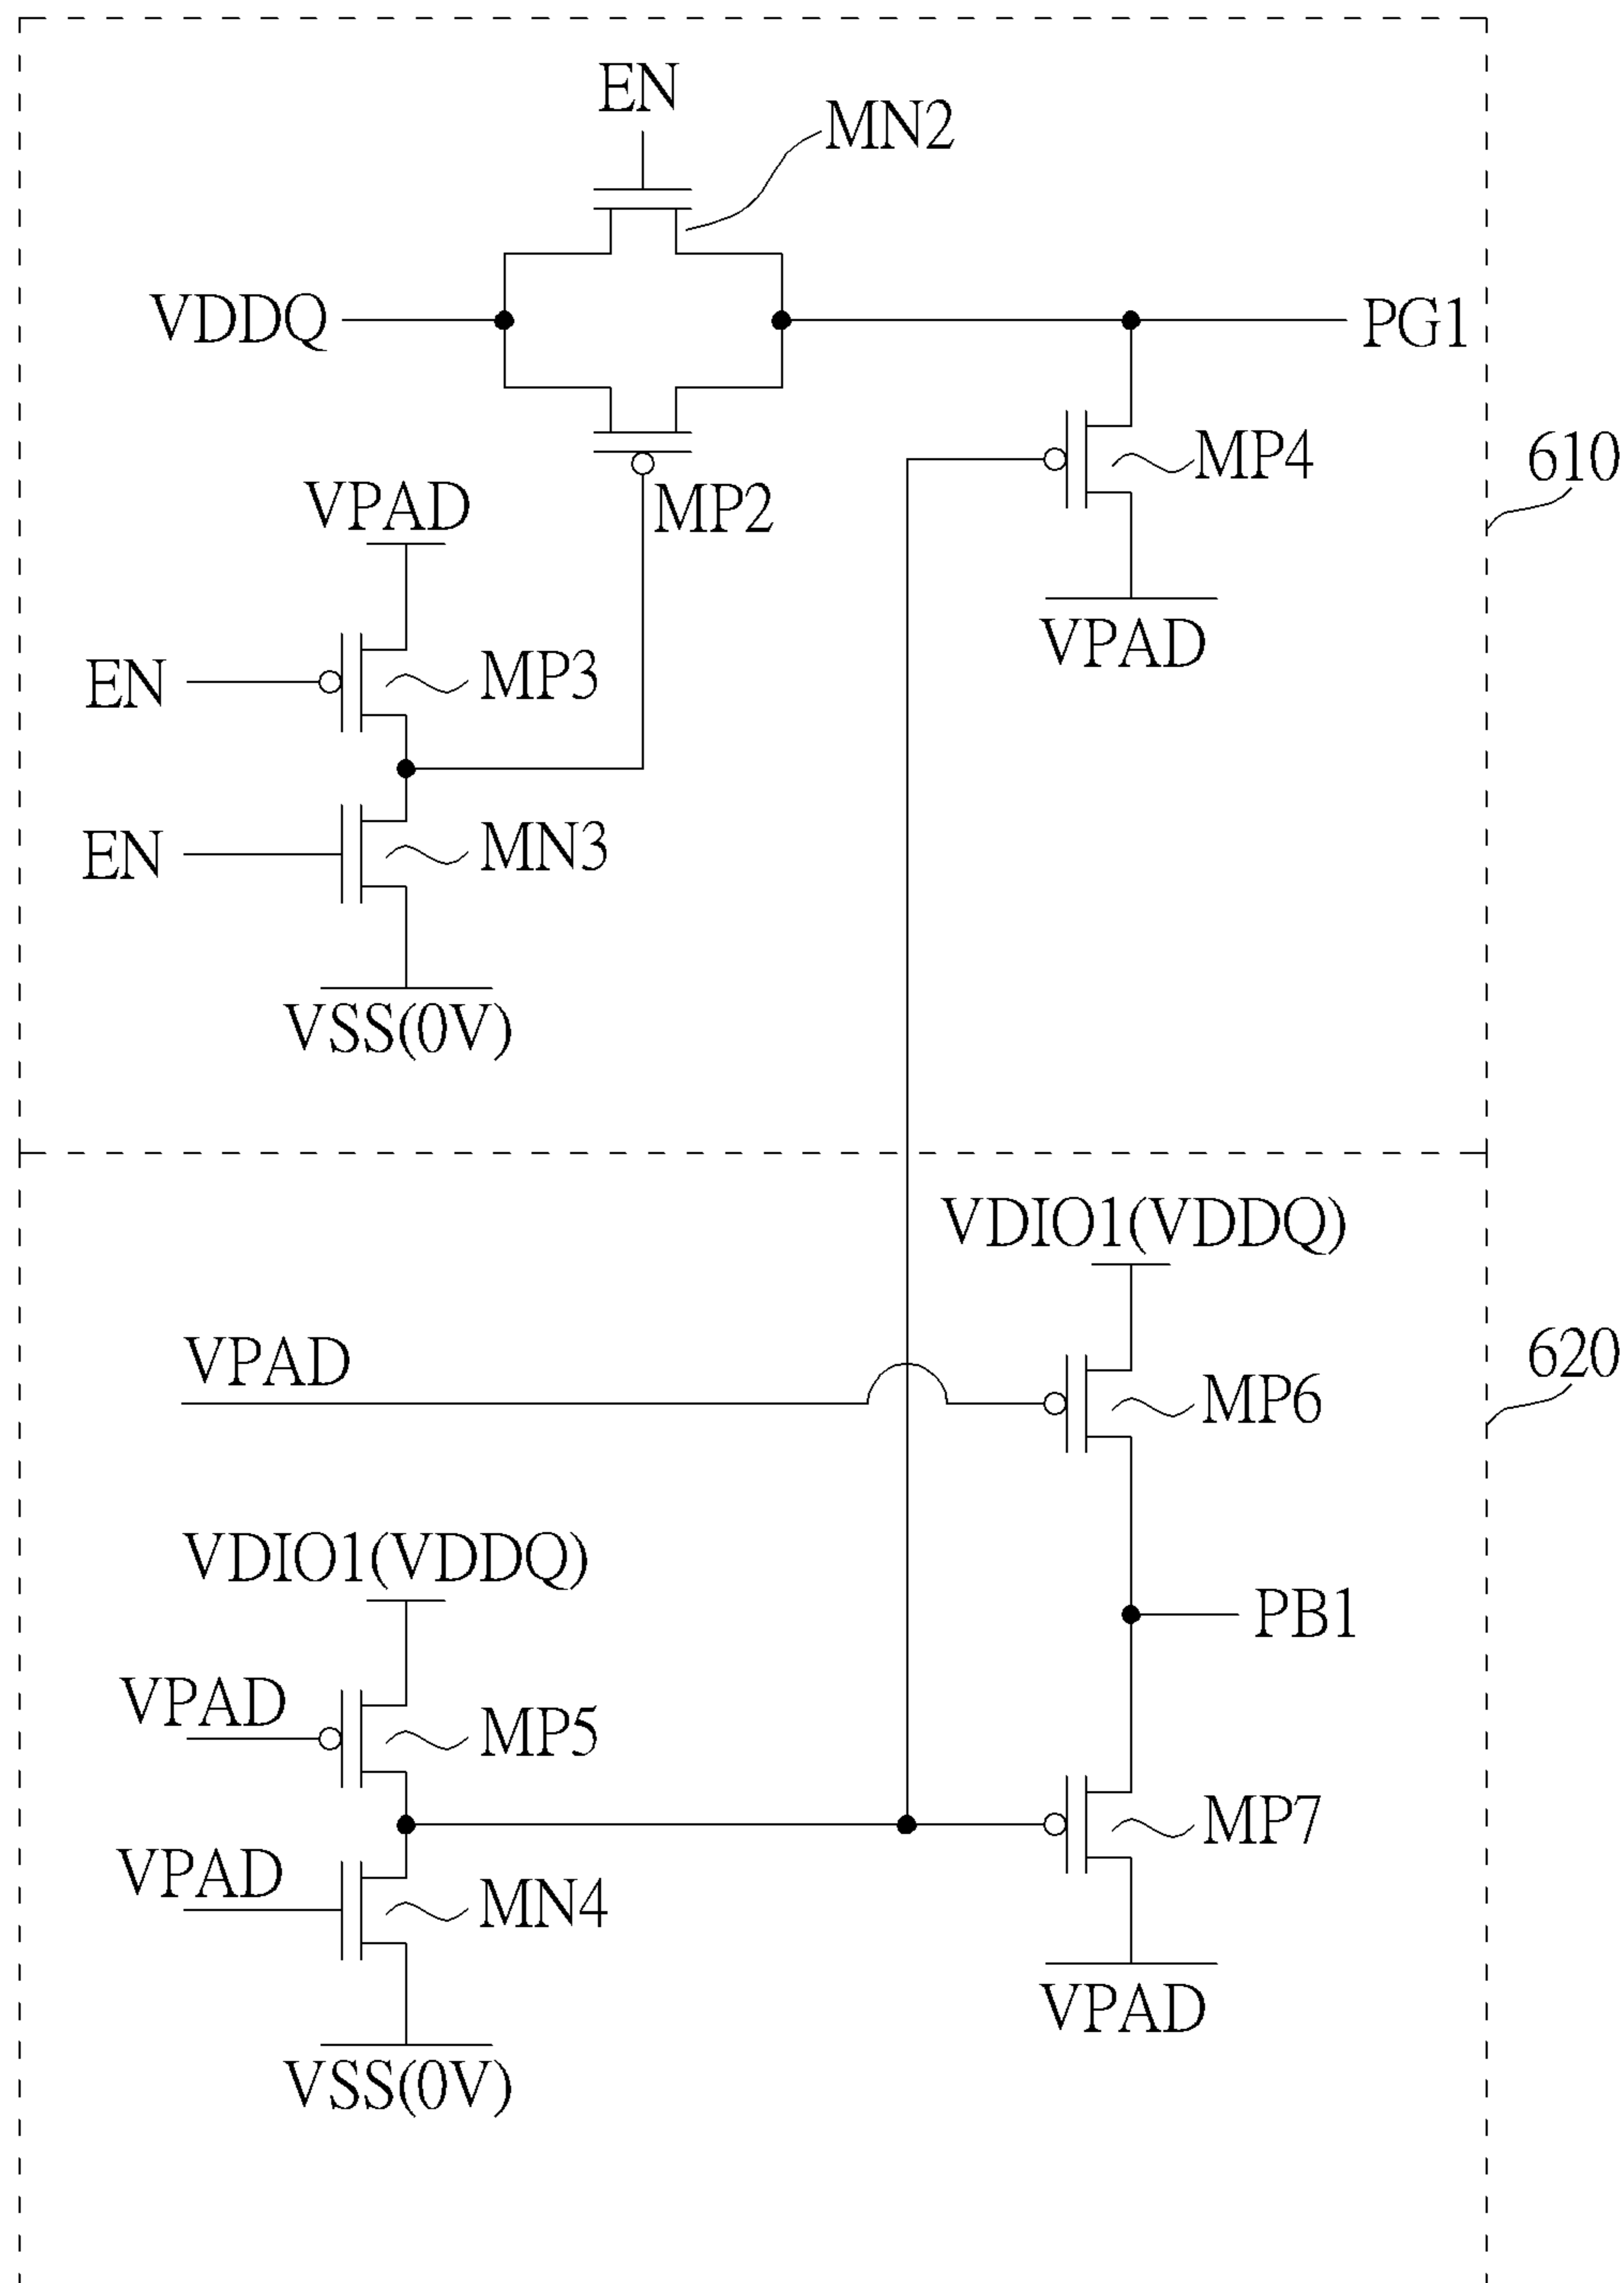 EN
MN2
VDDQ
PG1
MP4
610
VPAD
MP2
VPAD
EN
MP3
EN
MN3
VSS(0V)
VDIO1(VDDQ)
VPAD
620
MP6
VDIO1(VDDQ)
PB1
VPAD
MP5
MP7
VPAD
MN4
VPAD
VSS(0V)